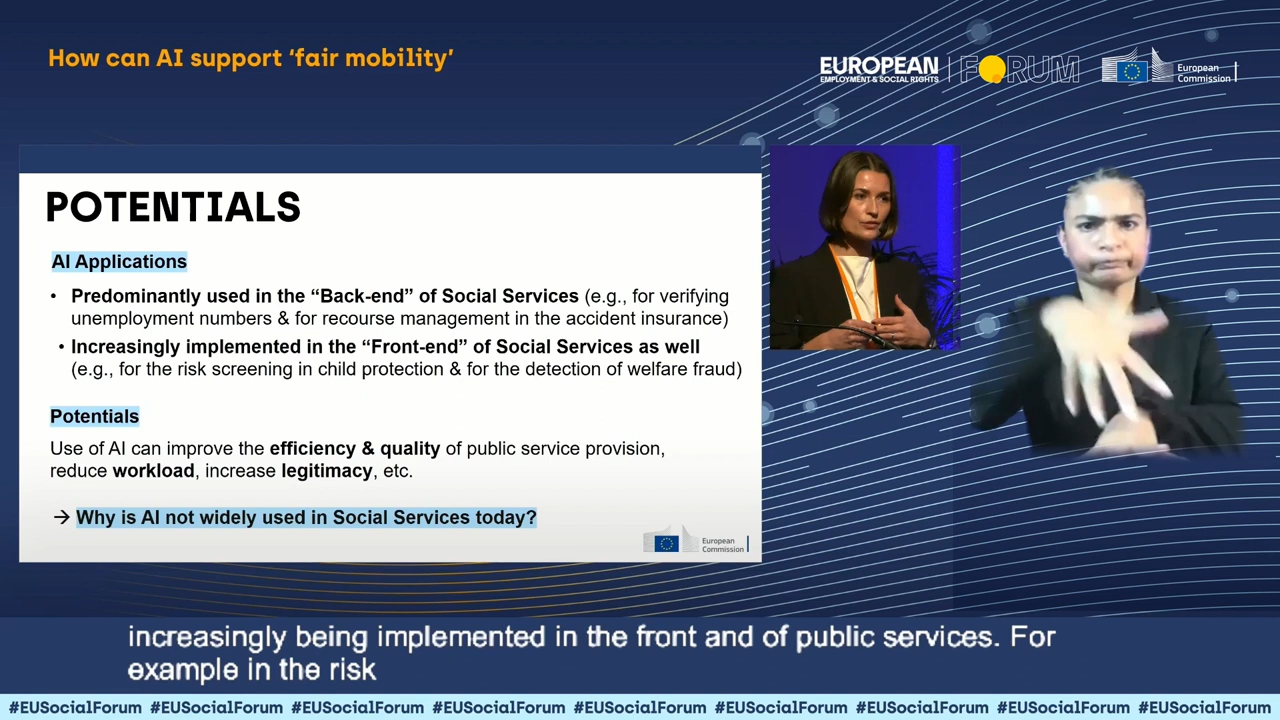 How can AI support ‘fair mobility’
EUROPEAN
EMPLOYMENT & SOCIAL RIGHTS
FORUM
European
Commission
POTENTIALS
AI Applications
• Predominantly used in the “Back-end” of Social Services (e.g., for verifying
unemployment numbers & for recourse management in the accident insurance)
• Increasingly implemented in the “Front-end” of Social Services as well
(e.g., for the risk screening in child protection & for the detection of welfare fraud)
Potentials
Use of AI can improve the efficiency & quality of public service provision,
reduce workload, increase legitimacy, etc.
→ Why is AI not widely used in Social Services today?
European
Commission
increasingly being implemented in the front and of public services. For
example in the risk
#EUSocialForum #EUSocialForum #EUSocialForum #EUSocialForum #EUSocialForum #EUSocialForum #EUSocialForum #EUSocialForum #EUSocialForum